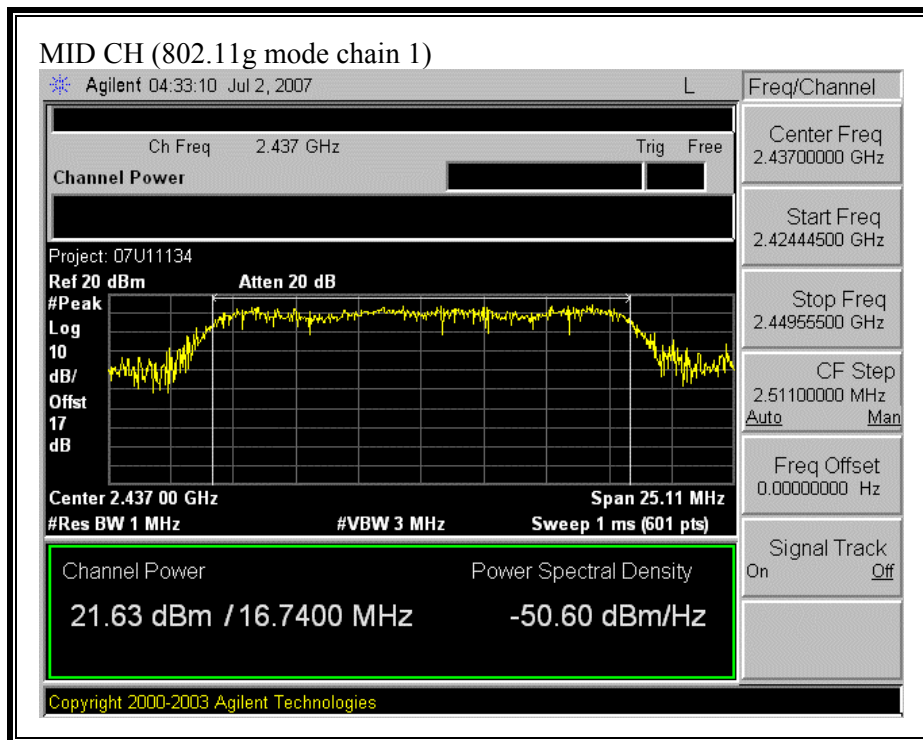 MID CH (802.11g mode chain 1)
Agilent 04:33:10 Jul 2, 2007 L
Freq/Channel
Ch Freq 2.437 GHz Trig Free
Channel Power
Center Freq
2.43700000 GHz
Start Freq
2.42444500 GHz
Stop Freq
2.44955500 GHz
CF Step
2.51100000 MHz
Auto Man
Freq Offset
0.00000000 Hz
Signal Track
On Off
Project: 07U11134
Ref 20 dBm Atten 20 dB
#Peak
Log
10
dB/
Offst
17
dB
Center 2.437 00 GHz Span 25.11 MHz
#Res BW 1 MHz #VBW 3 MHz Sweep 1 ms (601 pts)
Channel Power Power Spectral Density
21.63 dBm / 16.7400 MHz -50.60 dBm/Hz
Copyright 2000-2003 Agilent Technologies